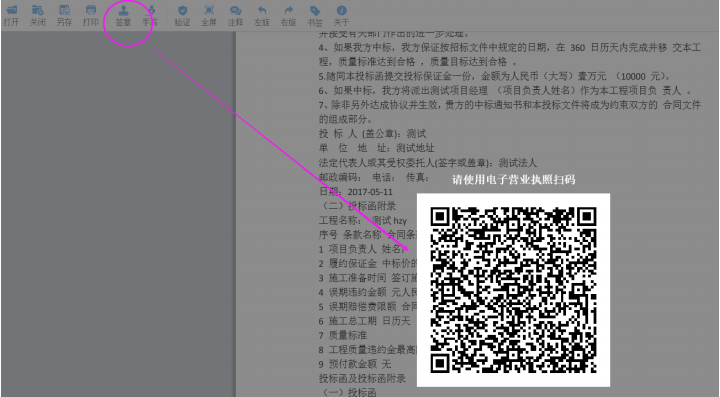 打开 关闭 另存 打印 签章 手写 验证 全屏 注释 左旋 右旋 书签 关于
并接受有关部门作出的进一步处理。
4、如果我方中标，我方保证按招标文件中规定的日期，在 360 日历天内完成并移 交本工
程，质量标准达到合格 ，质量目标达到合格 。
5.随同本投标函提交投标保证金一份，金额为人民币（大写）壹万元 （10000 元）。
6、如果中标，我方将派出测试项目经理 （项目负责人姓名）作为本工程项目负 责人 。
7、除非另外达成协议并生效，贵方的中标通知书和本投标文件将成为约束双方的 合同文件
的组成部分。
投 标 人 (盖公章): 测试
单 位 地 址: 测试地址
法定代表人或其受权委托人(签字或盖章): 测试法人
邮政编码： 电话： 传真：
请使用电子营业执照扫码
日期：2017-05-11
（二）投标函附录
工程名称： 测试 hzy
序号 条款名称 合同条
1 项目负责人 姓名:
2 履约保证金 中标价的
3 施工准备时间 签订
4 误期违约金额 元人民
5 误期赔偿费限额 合同
6 施工总工期 日历天
7 质量标准
8 工程质量违约金最高
9 预付款金额 无
投标函及投标函附录
（一）投标函